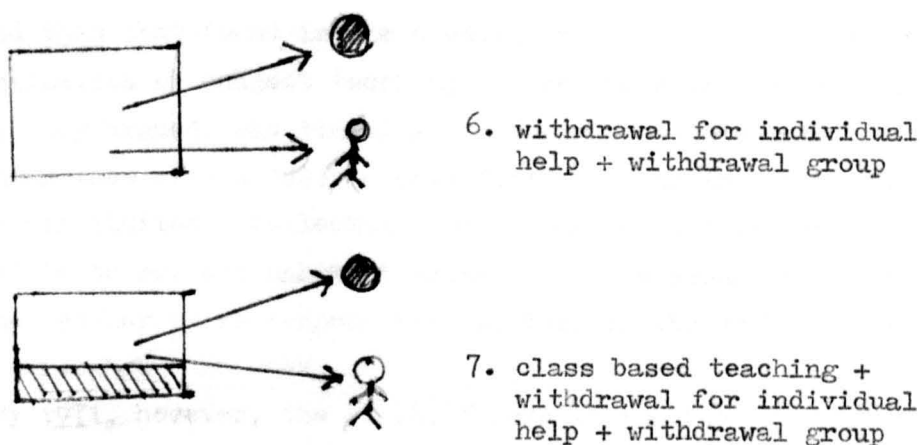 6. withdrawal for individual
help + withdrawal group
7. class based teaching +
withdrawal for individual
help + withdrawal group